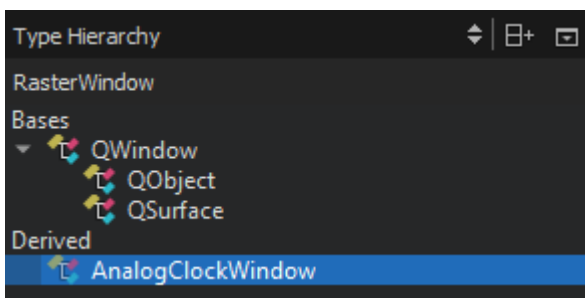 Type Hierarchy
RasterWindow
Bases
QWindow
QObject
QSurface
Derived
AnalogClockWindow